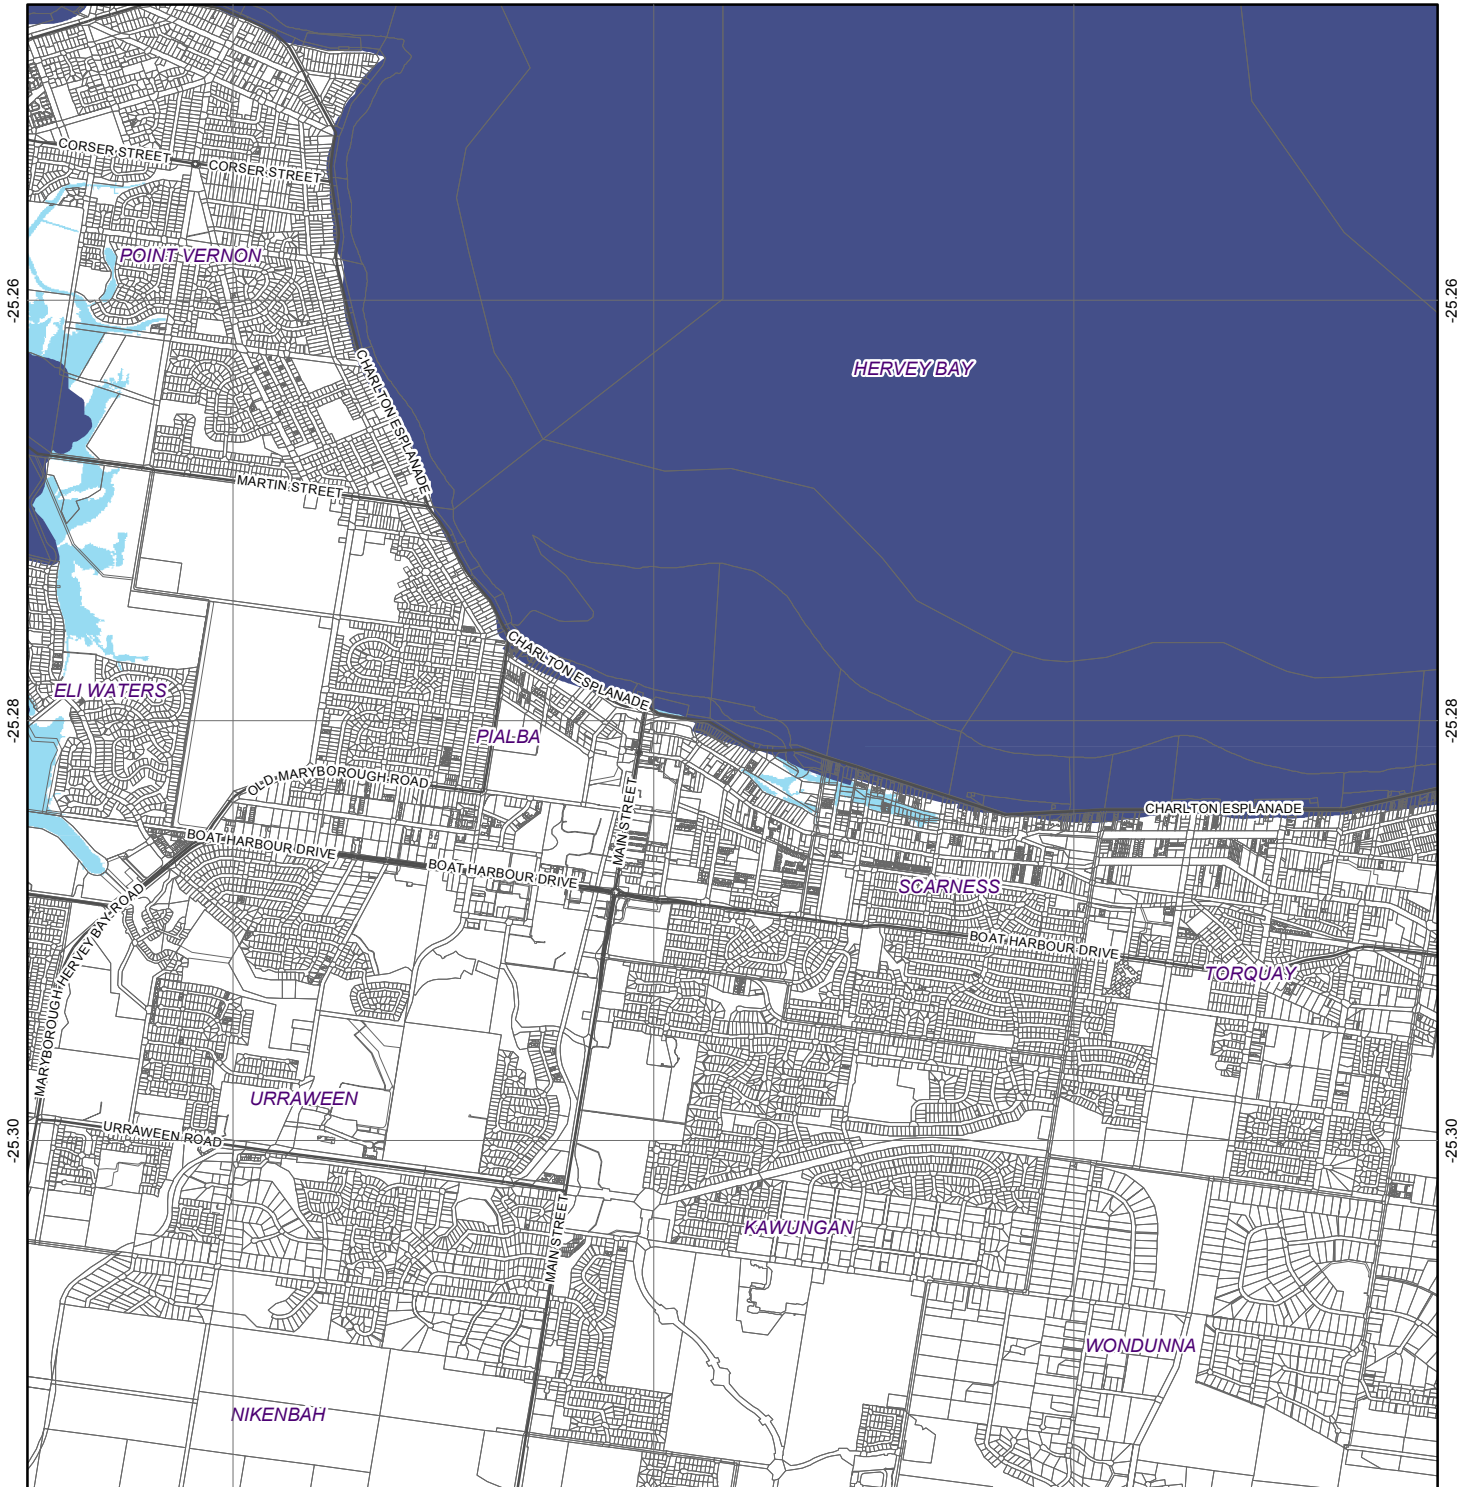 CORSER STREET
CORSER STREET
POINT VERNON
-25.26
-25.26
HERVEY BAY
CHARLTON ESPLANADE
MARTIN STREET
CHARLTON ESPLANADE
ELI WATERS
-25.28
-25.28
PIALBA
OLD MARYBOROUGH ROAD
MAIN STREET
CHARLTON ESPLANADE
BOAT HARBOUR DRIVE
BOAT HARBOUR DRIVE
SCARNESS
MARYBOROUGH-HERVEY BAY ROAD
BOAT HARBOUR DRIVE
TORQUAY
URRAWEEN
URRAWEEN ROAD
-25.30
-25.30
MAIN STREET
KAWUNGAN
WONDUNNA
NIKENBAH